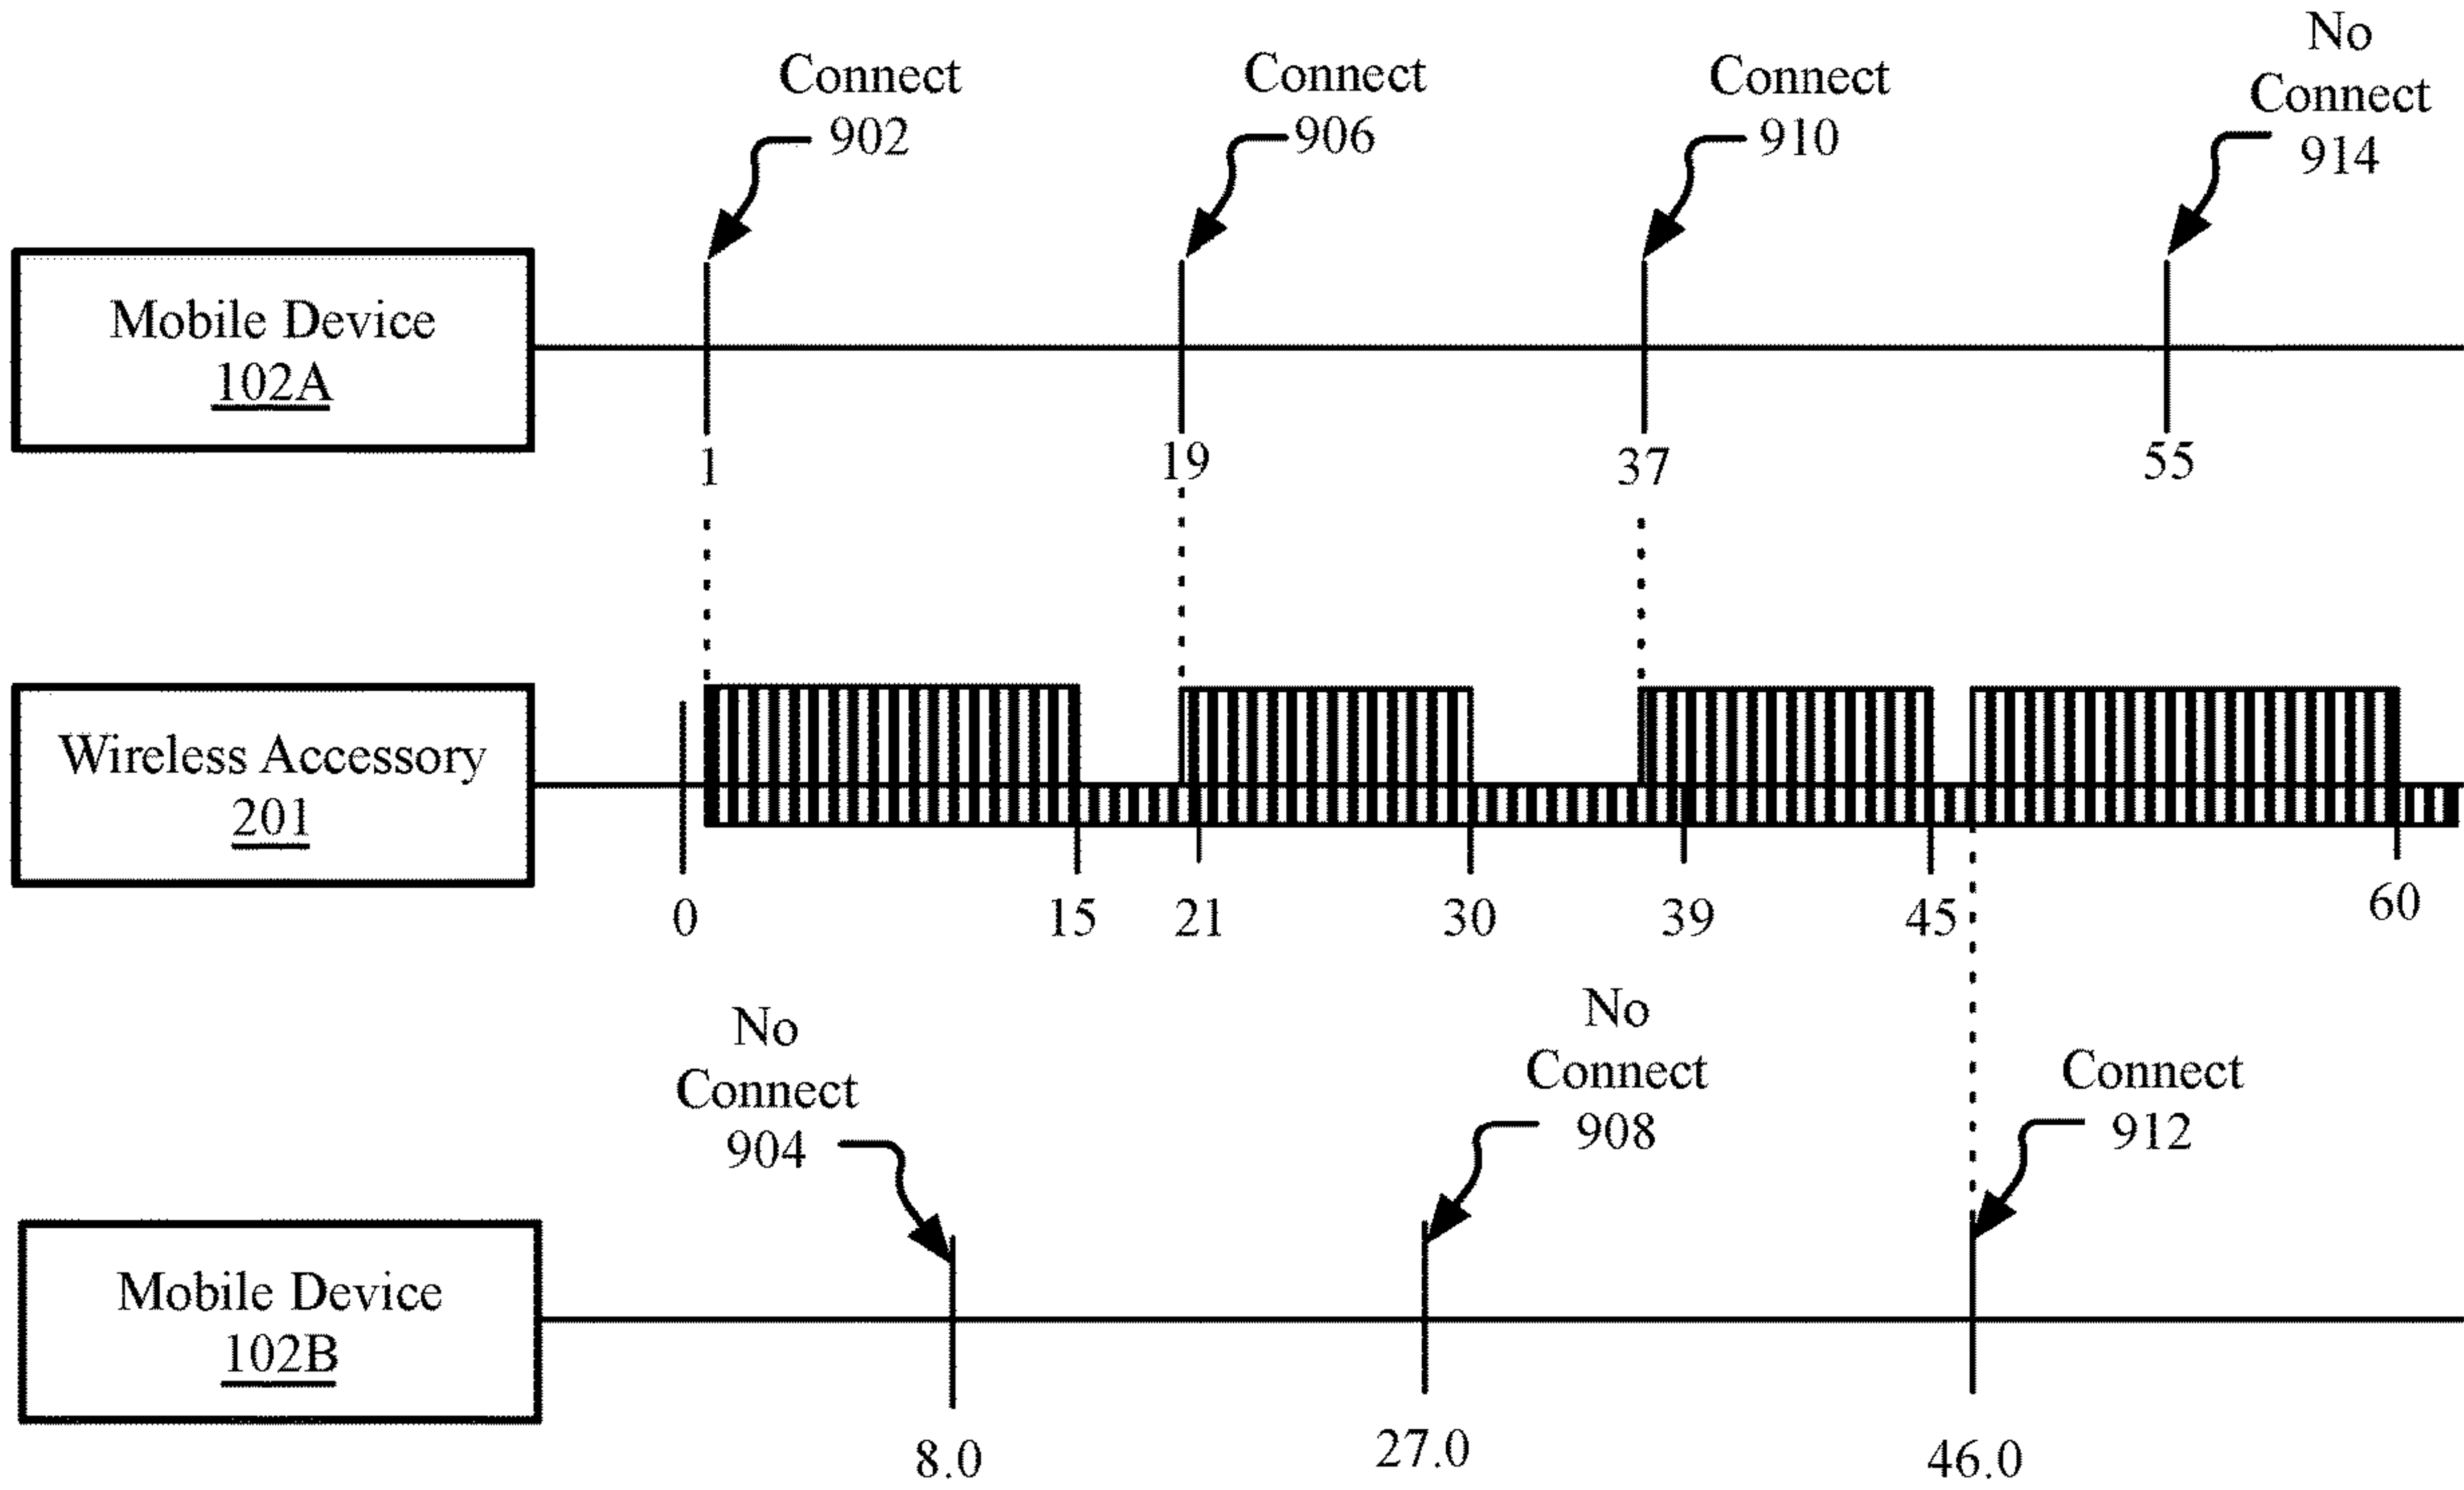 Connect
902
Connect
906
Connect
910
No
Connect
914
Mobile Device
102A
1
19
37
55
Wireless Accessory
201
0
15
21
30
39
45
60
No
Connect
904
No
Connect
908
Connect
912
Mobile Device
102B
8.0
27.0
46.0